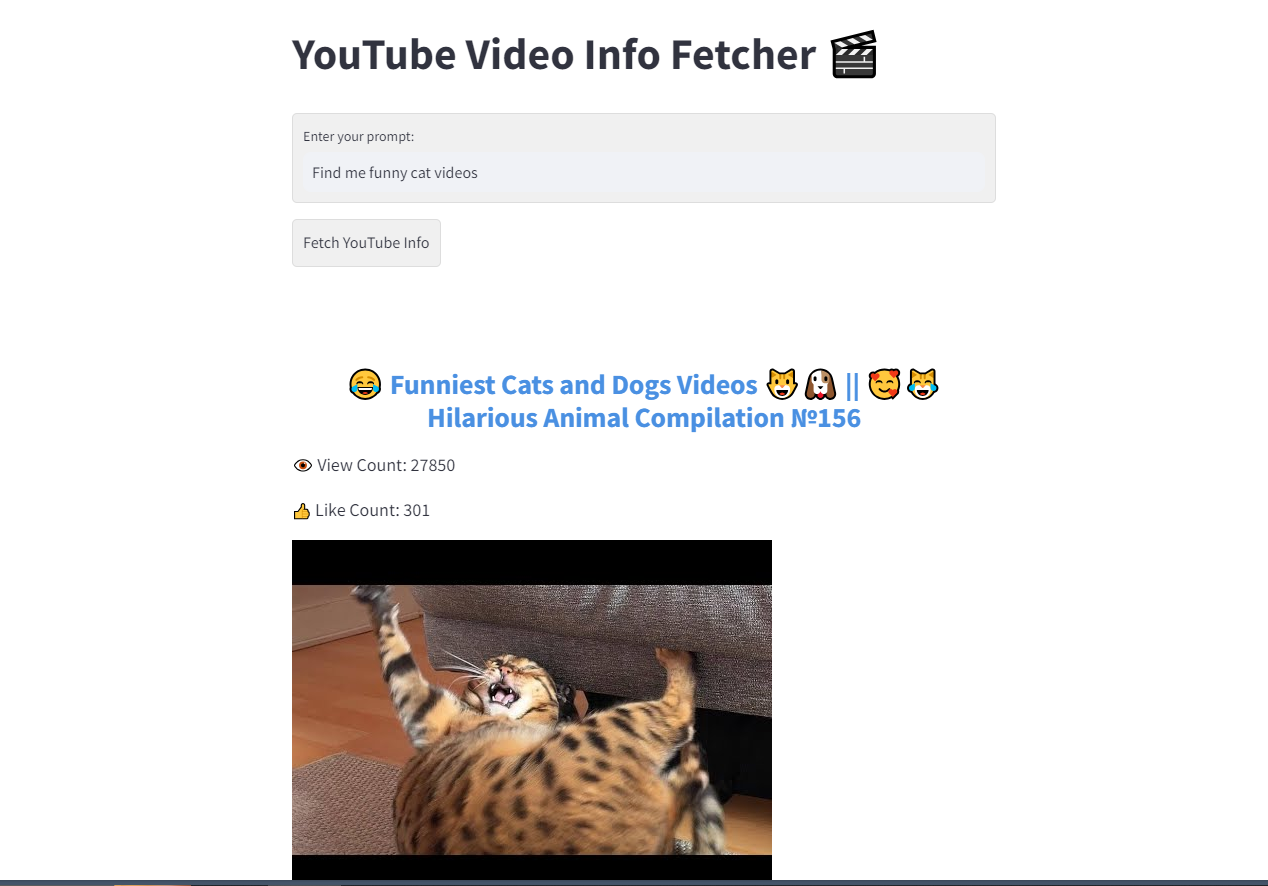 YouTube Video Info Fetcher 🎬
Enter your prompt:
Find me funny cat videos
Fetch YouTube Info
😂 Funniest Cats and Dogs Videos 😺🐶 || 🥰😹
Hilarious Animal Compilation №156
👁 View Count: 27850
👍 Like Count: 301